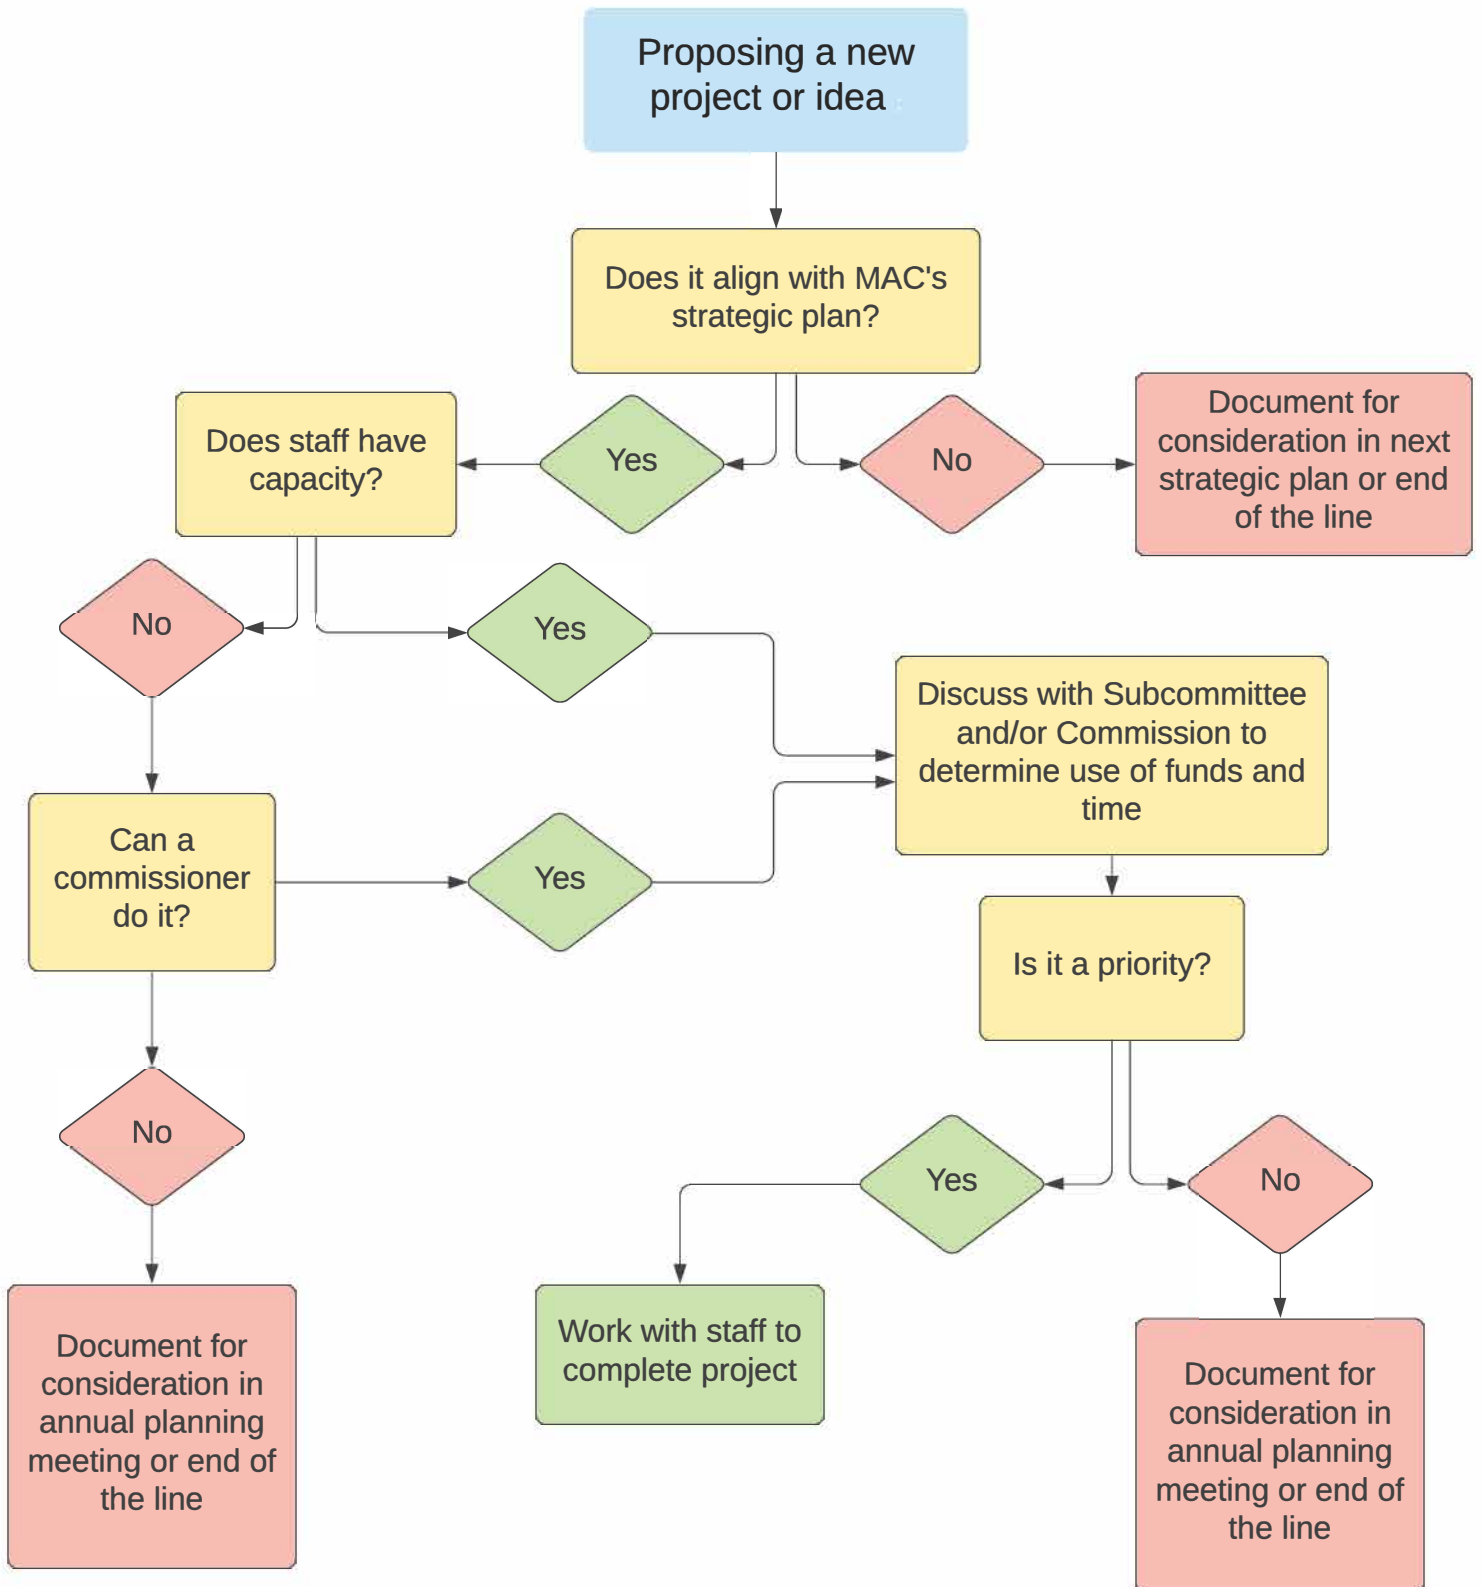 Proposing a new
project or idea
Does it align with MAC's
strategic plan?
Does staff have
capacity?
Yes
No
Document for
consideration in next
strategic plan or end
of the line
No
Yes
Discuss with Subcommittee
and/or Commission to
determine use of funds and
time
Can a
commissioner
do it?
Yes
Is it a priority?
No
Yes
No
Document for
consideration in
annual planning
meeting or end of
the line
Work with staff to
complete project
Document for
consideration in
annual planning
meeting or end of
the line